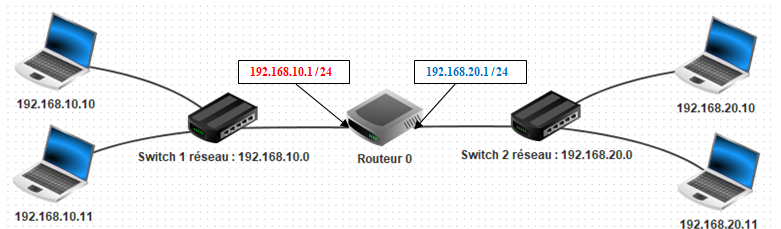 192.168.10.1 / 24
192.168.20.1 / 24
192.168.10.10
192.168.20.10
Switch 1 réseau : 192.168.10.0
Routeur 0
Switch 2 réseau : 192.168.20.0
192.168.10.11
192.168.20.11